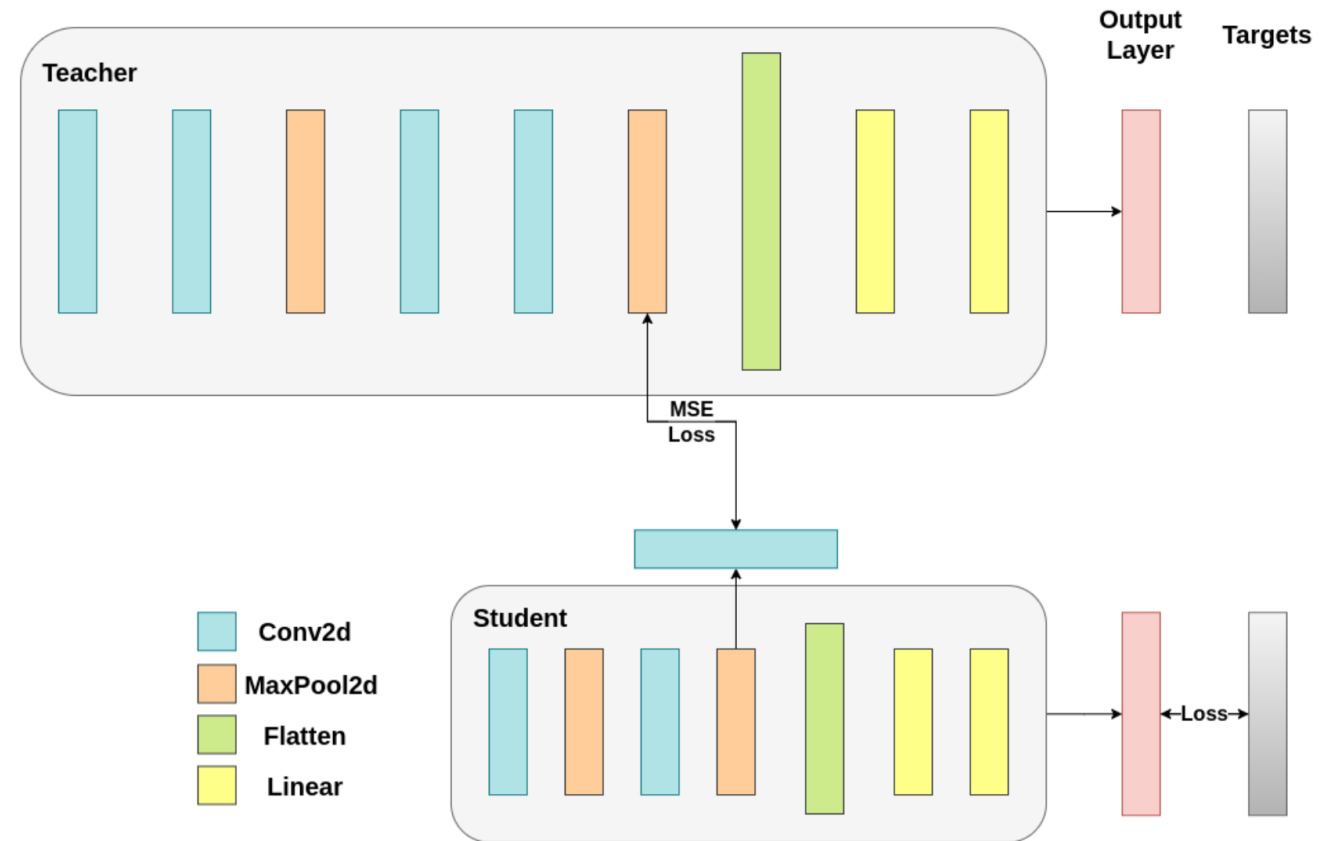 Output
Layer
Targets
Teacher
MSE
Loss
Student
Conv2d
MaxPool2d
Flatten
Linear
Loss